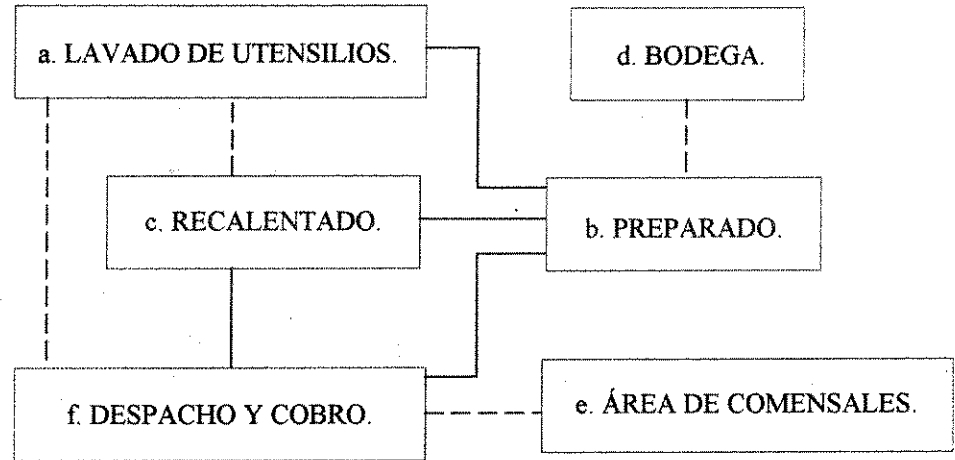 a. LAVADO DE UTENSILIOS.
d. BODEGA.
c. RECALENTADO.
b. PREPARADO.
f. DESPACHO Y COBRO.
e. ÁREA DE COMENSALES.